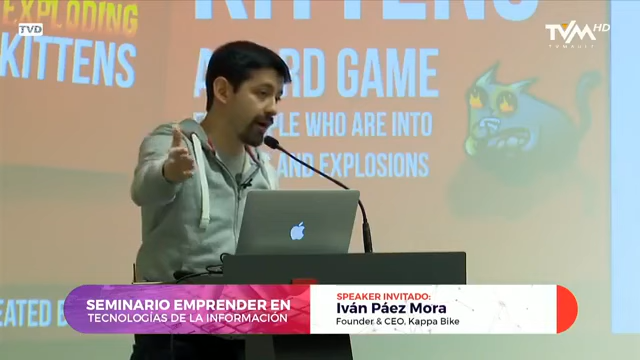 TVD
EXPLODING
KITTENS
KITTENS
A CARD GAME
WHO ARE INTO
AND EXPLOSIONS
TVM HD
TVMAULE
SEMINARIO EMPRENDER EN
TECNOLOGÍAS DE LA INFORMACIÓN
SPEAKER INVITADO:
Iván Páez Mora
Founder & CEO, Kappa Bike